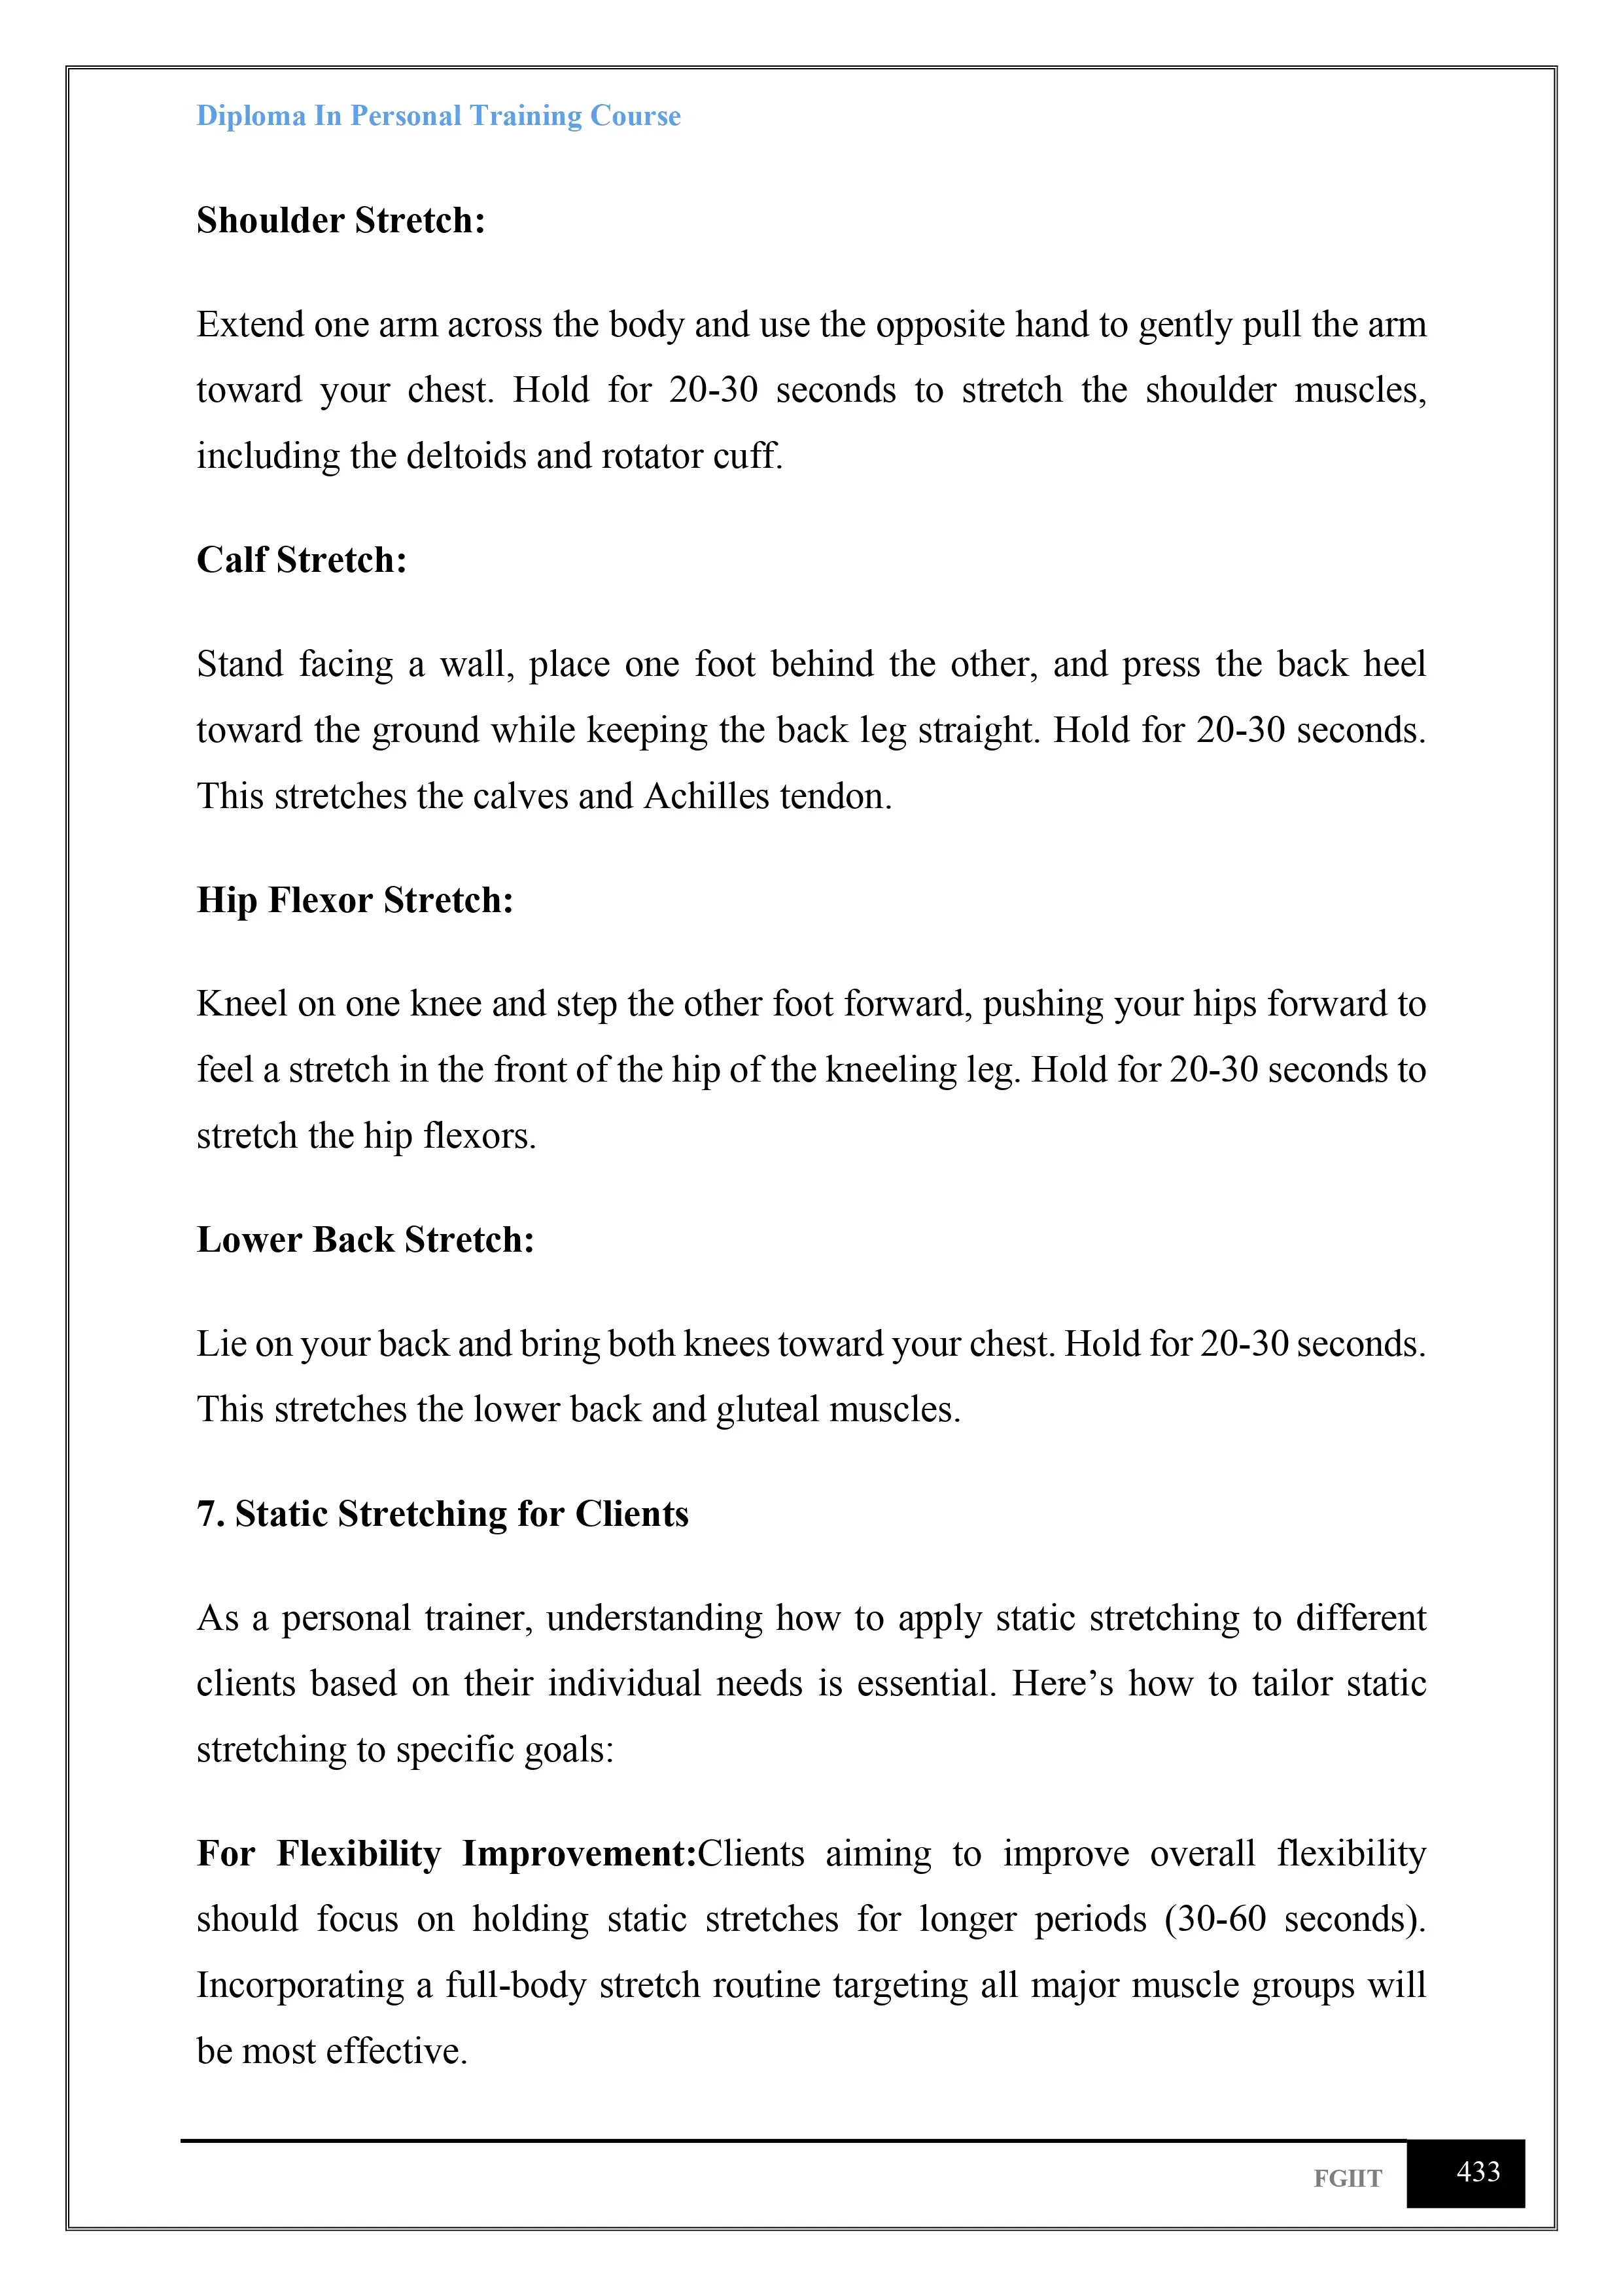 Diploma In Personal Training Course
Shoulder Stretch:
Extend one arm across the body and use the opposite hand to gently pull the arm
toward your chest. Hold for 20-30 seconds to stretch the shoulder muscles,
including the deltoids and rotator cuff.
Calf Stretch:
Stand facing a wall, place one foot behind the other, and press the back heel
toward the ground while keeping the back leg straight. Hold for 20-30 seconds.
This stretches the calves and Achilles tendon.
Hip Flexor Stretch:
Kneel on one knee and step the other foot forward, pushing your hips forward to
feel a stretch in the front of the hip of the kneeling leg. Hold for 20-30 seconds to
stretch the hip flexors.
Lower Back Stretch:
Lie on your back and bring both knees toward your chest. Hold for 20-30 seconds.
This stretches the lower back and gluteal muscles.
7. Static Stretching for Clients
As a personal trainer, understanding how to apply static stretching to different
clients based on their individual needs is essential. Here’s how to tailor static
stretching to specific goals:
For Flexibility Improvement:Clients aiming to improve overall flexibility
should focus on holding static stretches for longer periods (30-60 seconds).
Incorporating a full-body stretch routine targeting all major muscle groups will
be most effective.
FGIIT 433